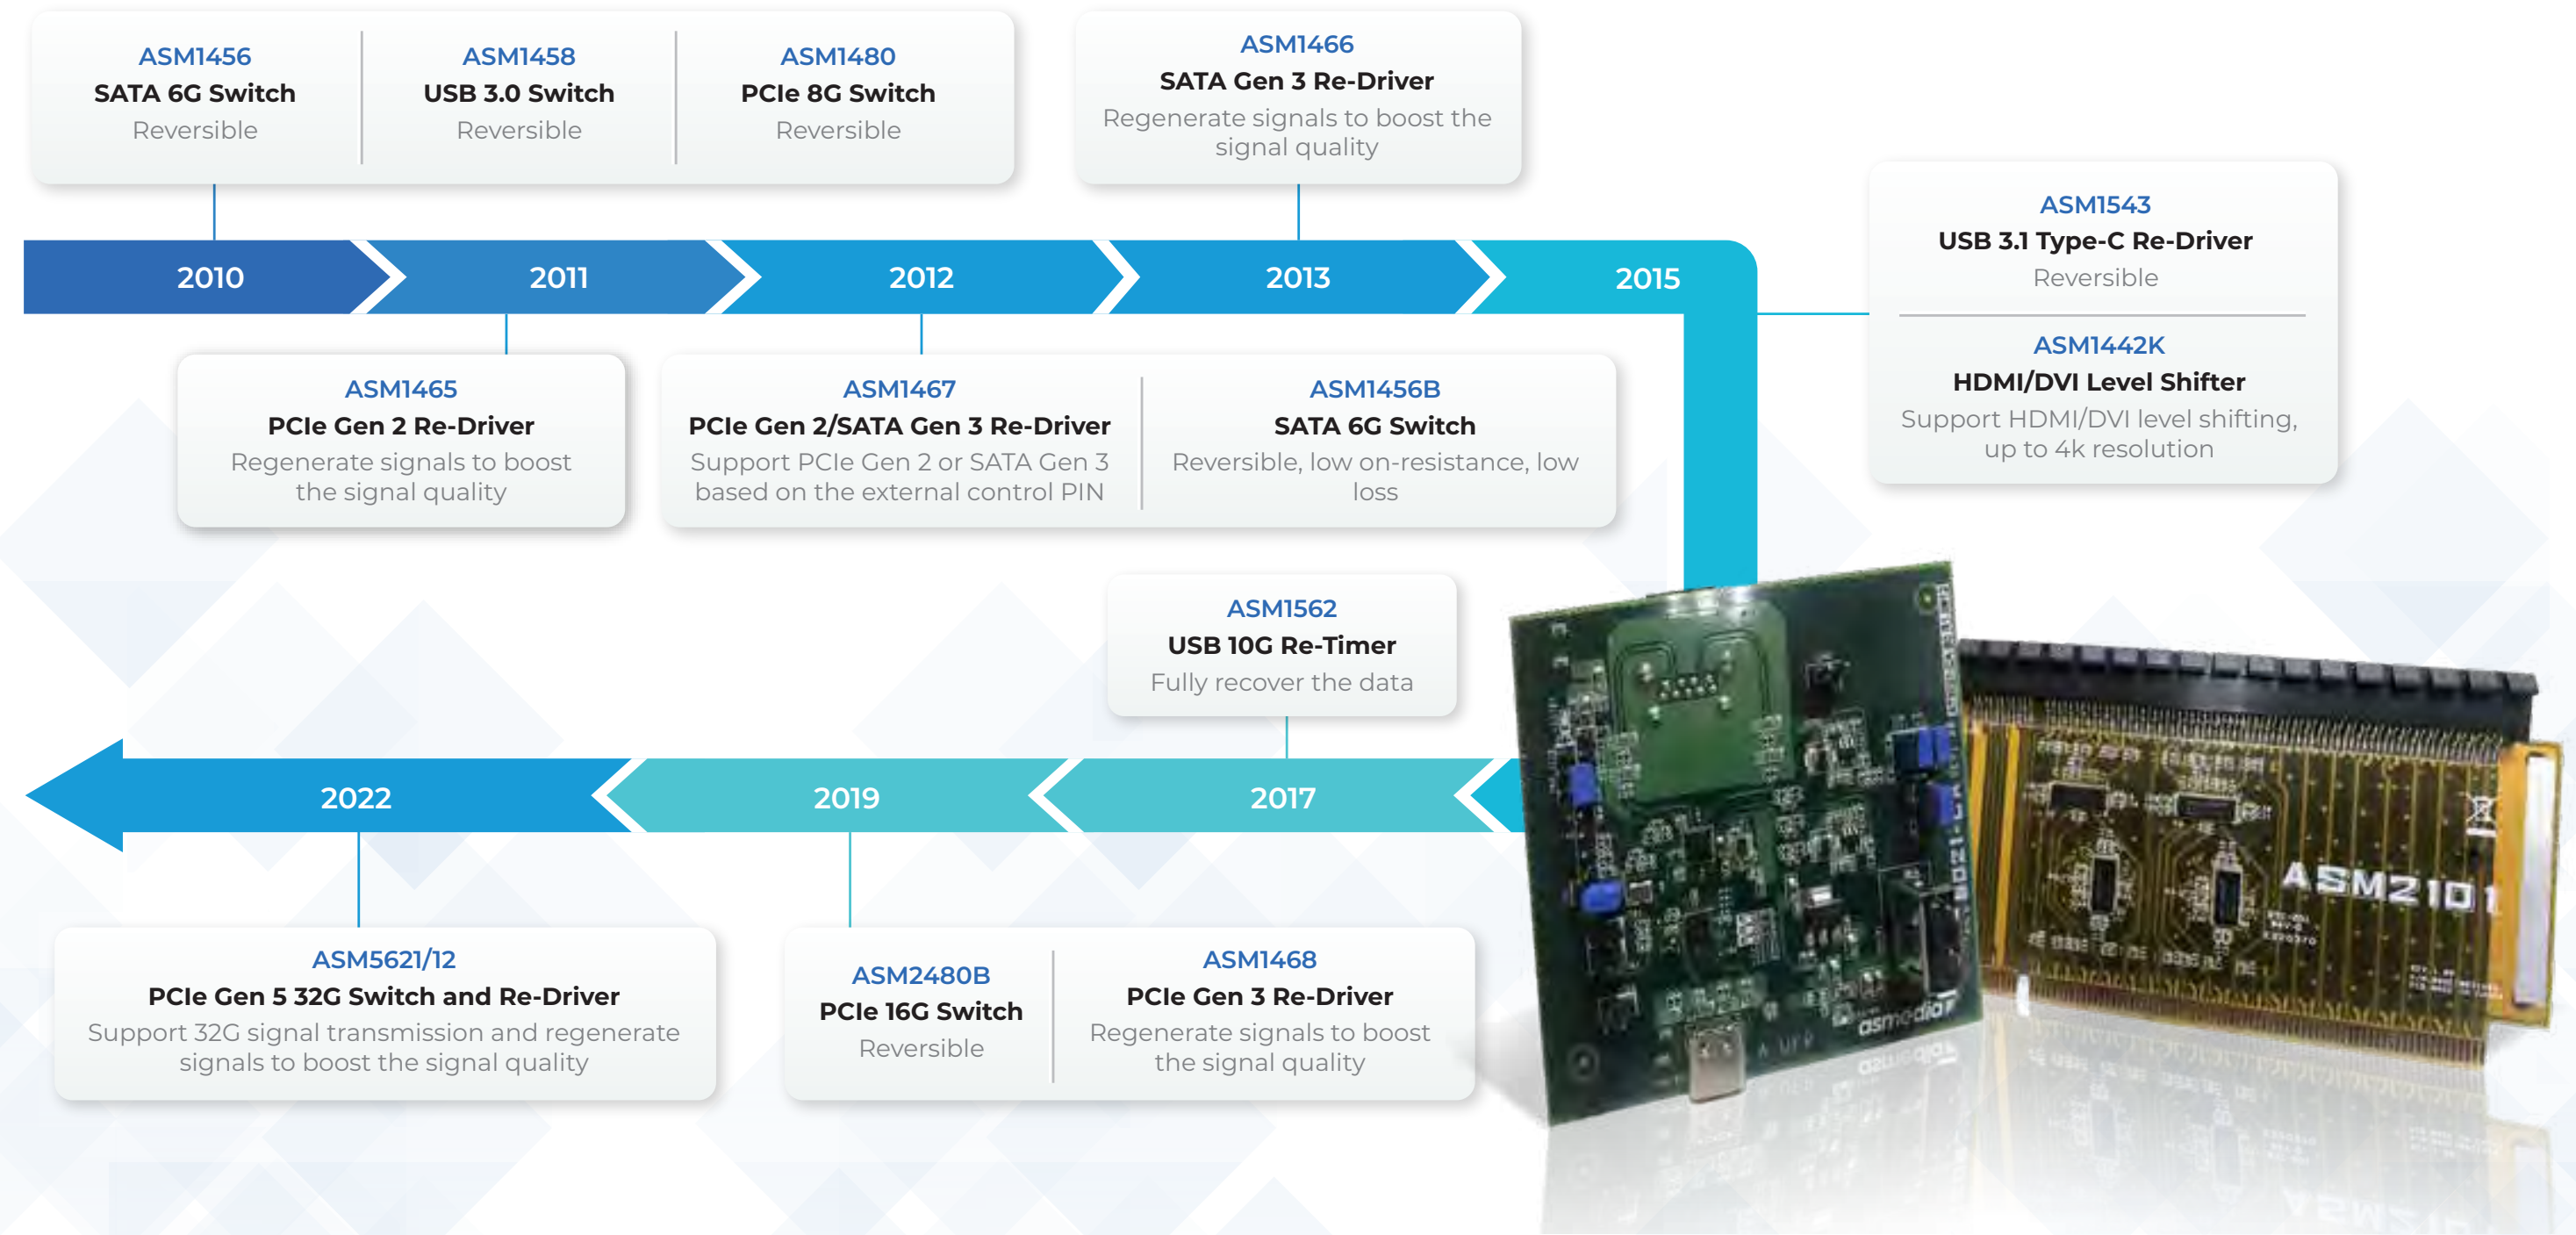 ASM1456
SATA 6G Switch
Reversible
ASM1458
USB 3.0 Switch
Reversible
ASM1480
PCIe 8G Switch
Reversible
ASM1466
SATA Gen 3 Re-Driver
Regenerate signals to boost the
signal quality
2010
2011
2012
2013
2015
ASM1543
USB 3.1 Type-C Re-Driver
Reversible
ASM1442K
HDMI/DVI Level Shifter
Support HDMI/DVI level shifting,
up to 4k resolution
ASM1465
PCIe Gen 2 Re-Driver
Regenerate signals to boost
the signal quality
ASM1467
PCIe Gen 2/SATA Gen 3 Re-Driver
Support PCIe Gen 2 or SATA Gen 3
based on the external control PIN
ASM1456B
SATA 6G Switch
Reversible, low on-resistance, low
loss
ASM1562
USB 10G Re-Timer
Fully recover the data
2022
2019
2017
ASM5621/12
PCIe Gen 5 32G Switch and Re-Driver
Support 32G signal transmission and regenerate
signals to boost the signal quality
ASM2480B
PCIe 16G Switch
Reversible
ASM1468
PCIe Gen 3 Re-Driver
Regenerate signals to boost
the signal quality
asmedia
ASM2101